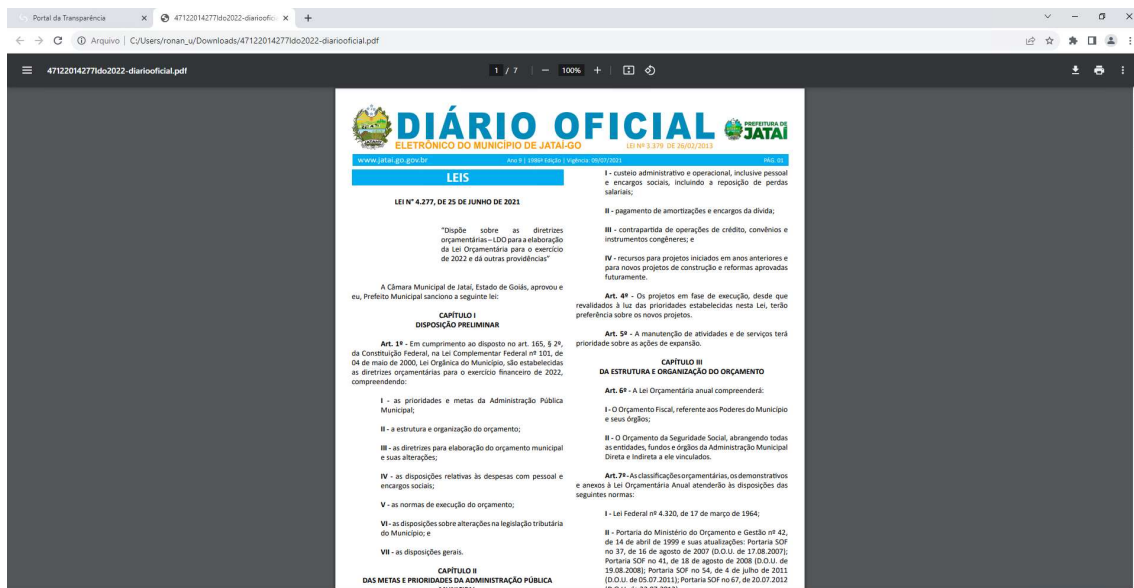 Portal da Transparência
47122014277ldo2022-diarioofic
Arquivo | C:/Users/ronan_u/Downloads/47122014277ldo2022-diariooficial.pdf
47122014277ldo2022-diariooficial.pdf
1 / 7
100%
DIÁRIO OFICIAL
PREFEITURA DE
JATAÍ
ELETRÔNICO DO MUNICÍPIO DE JATAÍ-GO
LEI Nº 3.379 DE 26/02/2013
www.jatai.go.gov.br
Ano 9 | 1986ª Edição | Vigência: 09/07/2021
PÁG. 01
LEIS
LEI N° 4.277, DE 25 DE JUNHO DE 2021
"Dispõe sobre as diretrizes
orçamentárias – LDO para a elaboração
da Lei Orçamentária para o exercício
de 2022 e dá outras providências"
A Câmara Municipal de Jataí, Estado de Goiás, aprovou e
eu, Prefeito Municipal sanciono a seguinte lei:
CAPÍTULO I
DISPOSIÇÃO PRELIMINAR
Art. 1º - Em cumprimento ao disposto no art. 165, § 2º,
da Constituição Federal, na Lei Complementar Federal nº 101, de
04 de maio de 2000, Lei Orgânica do Município, são estabelecidas
as diretrizes orçamentárias para o exercício financeiro de 2022,
compreendendo:
I - as prioridades e metas da Administração Pública
Municipal;
II - a estrutura e organização do orçamento;
III - as diretrizes para elaboração do orçamento municipal
e suas alterações;
IV - as disposições relativas às despesas com pessoal e
encargos sociais;
V - as normas de execução do orçamento;
VI - as disposições sobre alterações na legislação tributária
do Município; e
VII - as disposições gerais.
CAPÍTULO II
DAS METAS E PRIORIDADES DA ADMINISTRAÇÃO PÚBLICA
I - custeio administrativo e operacional, inclusive pessoal
e encargos sociais, incluindo a reposição de perdas
salariais;
II - pagamento de amortizações e encargos da dívida;
III - contrapartida de operações de crédito, convênios e
instrumentos congêneres; e
IV - recursos para projetos iniciados em anos anteriores e
para novos projetos de construção e reformas aprovadas
futuramente.
Art. 4º - Os projetos em fase de execução, desde que
revalidados à luz das prioridades estabelecidas nesta Lei, terão
preferência sobre os novos projetos.
Art. 5º - A manutenção de atividades e de serviços terá
prioridade sobre as ações de expansão.
CAPÍTULO III
DA ESTRUTURA E ORGANIZAÇÃO DO ORÇAMENTO
Art. 6º - A Lei Orçamentária anual compreenderá:
I - O Orçamento Fiscal, referente aos Poderes do Município
e seus órgãos;
II - O Orçamento da Seguridade Social, abrangendo todas
as entidades, fundos e órgãos da Administração Municipal
Direta e Indireta a ele vinculados.
Art. 7º - As classificações orçamentárias, os demonstrativos
e anexos à Lei Orçamentária Anual atenderão às disposições das
seguintes normas:
I - Lei Federal nº 4.320, de 17 de março de 1964;
II - Portaria do Ministério do Orçamento e Gestão nº 42,
de 14 de abril de 1999 e suas atualizações: Portaria SOF
no 37, de 16 de agosto de 2007 (D.O.U. de 17.08.2007);
Portaria SOF no 41, de 18 de agosto de 2008 (D.O.U. de
19.08.2008); Portaria SOF no 54, de 4 de julho de 2011
(D.O.U. de 05.07.2011); Portaria SOF no 67, de 20.07.2012